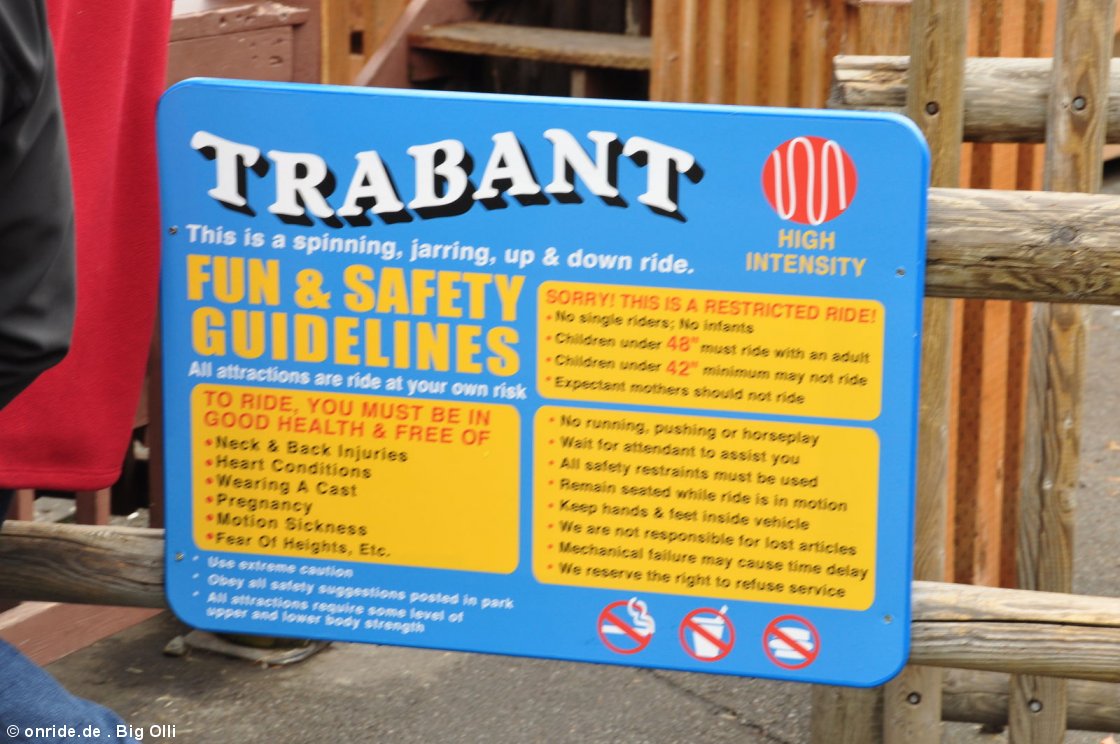 TRABANT
This is a spinning, jarring, up & down ride.
HIGH
INTENSITY
FUN & SAFETY
GUIDELINES
All attractions are ride at your own risk
TO RIDE, YOU MUST BE IN
GOOD HEALTH & FREE OF
• Neck & Back Injuries
• Heart Conditions
• Wearing A Cast
• Pregnancy
• Motion Sickness
• Fear Of Heights, Etc.
* Use extreme caution
* Obey all safety suggestions posted in park
* All attractions require some level of
upper and lower body strength
SORRY! THIS IS A RESTRICTED RIDE!
• No single riders; No infants
• Children under 48" must ride with an adult
• Children under 42" minimum may not ride
• Expectant mothers should not ride
• No running, pushing or horseplay
• Wait for attendant to assist you
• All safety restraints must be used
• Remain seated while ride is in motion
• Keep hands & feet inside vehicle
• We are not responsible for lost articles
• Mechanical failure may cause time delay
• We reserve the right to refuse service
© onride.de . Big Olli